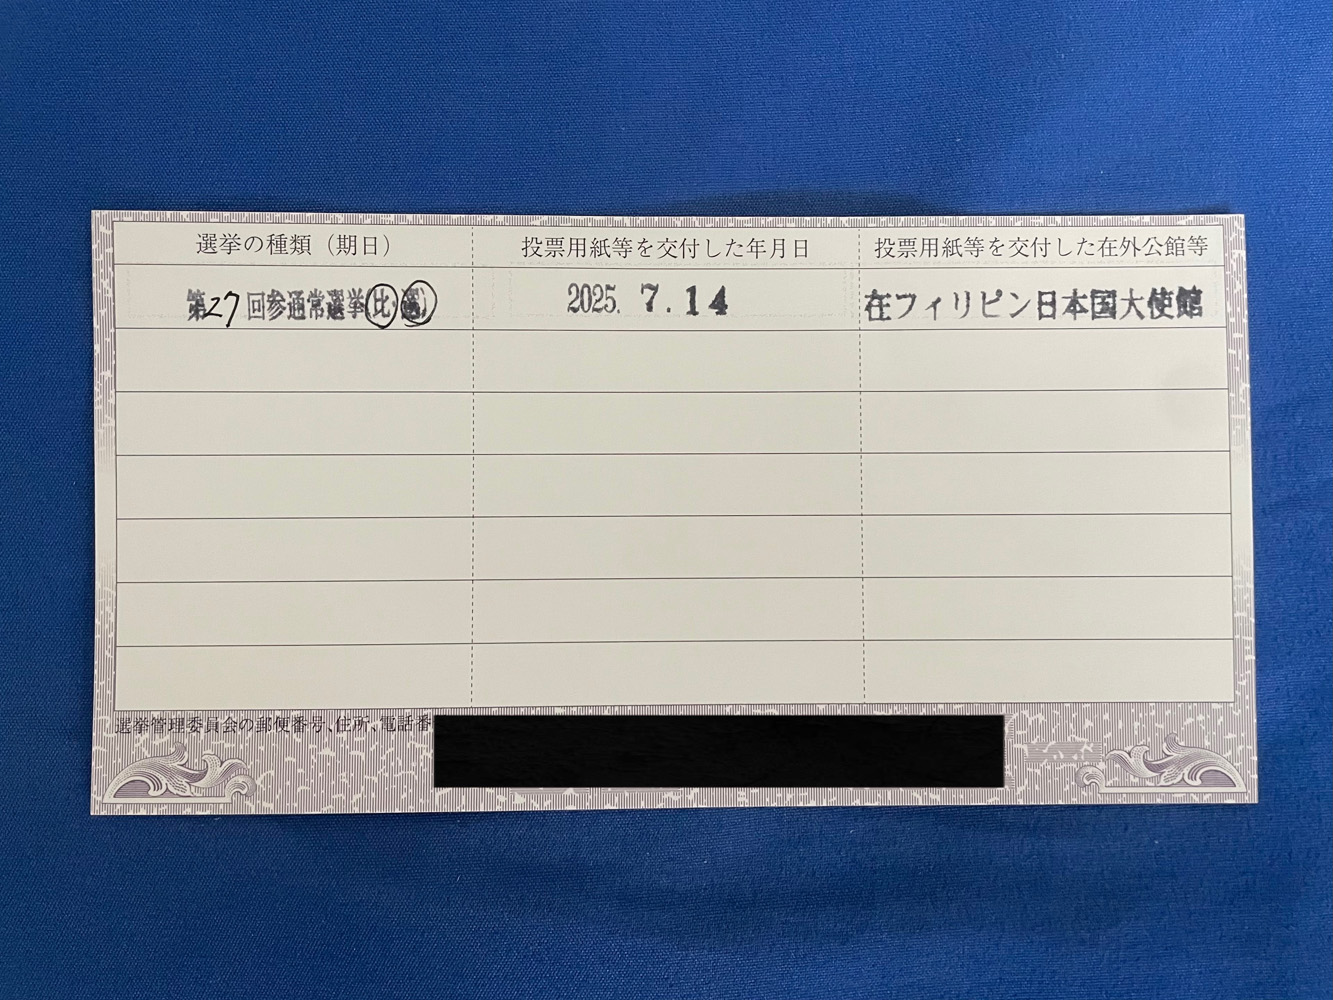 選挙の種類（期日）
投票用紙等を交付した年月日
投票用紙等を交付した在外公館等
第27回参通常選挙(比・選)
2025. 7.14
在フィリピン日本国大使館
選挙管理委員会の郵便番号、住所、電話番